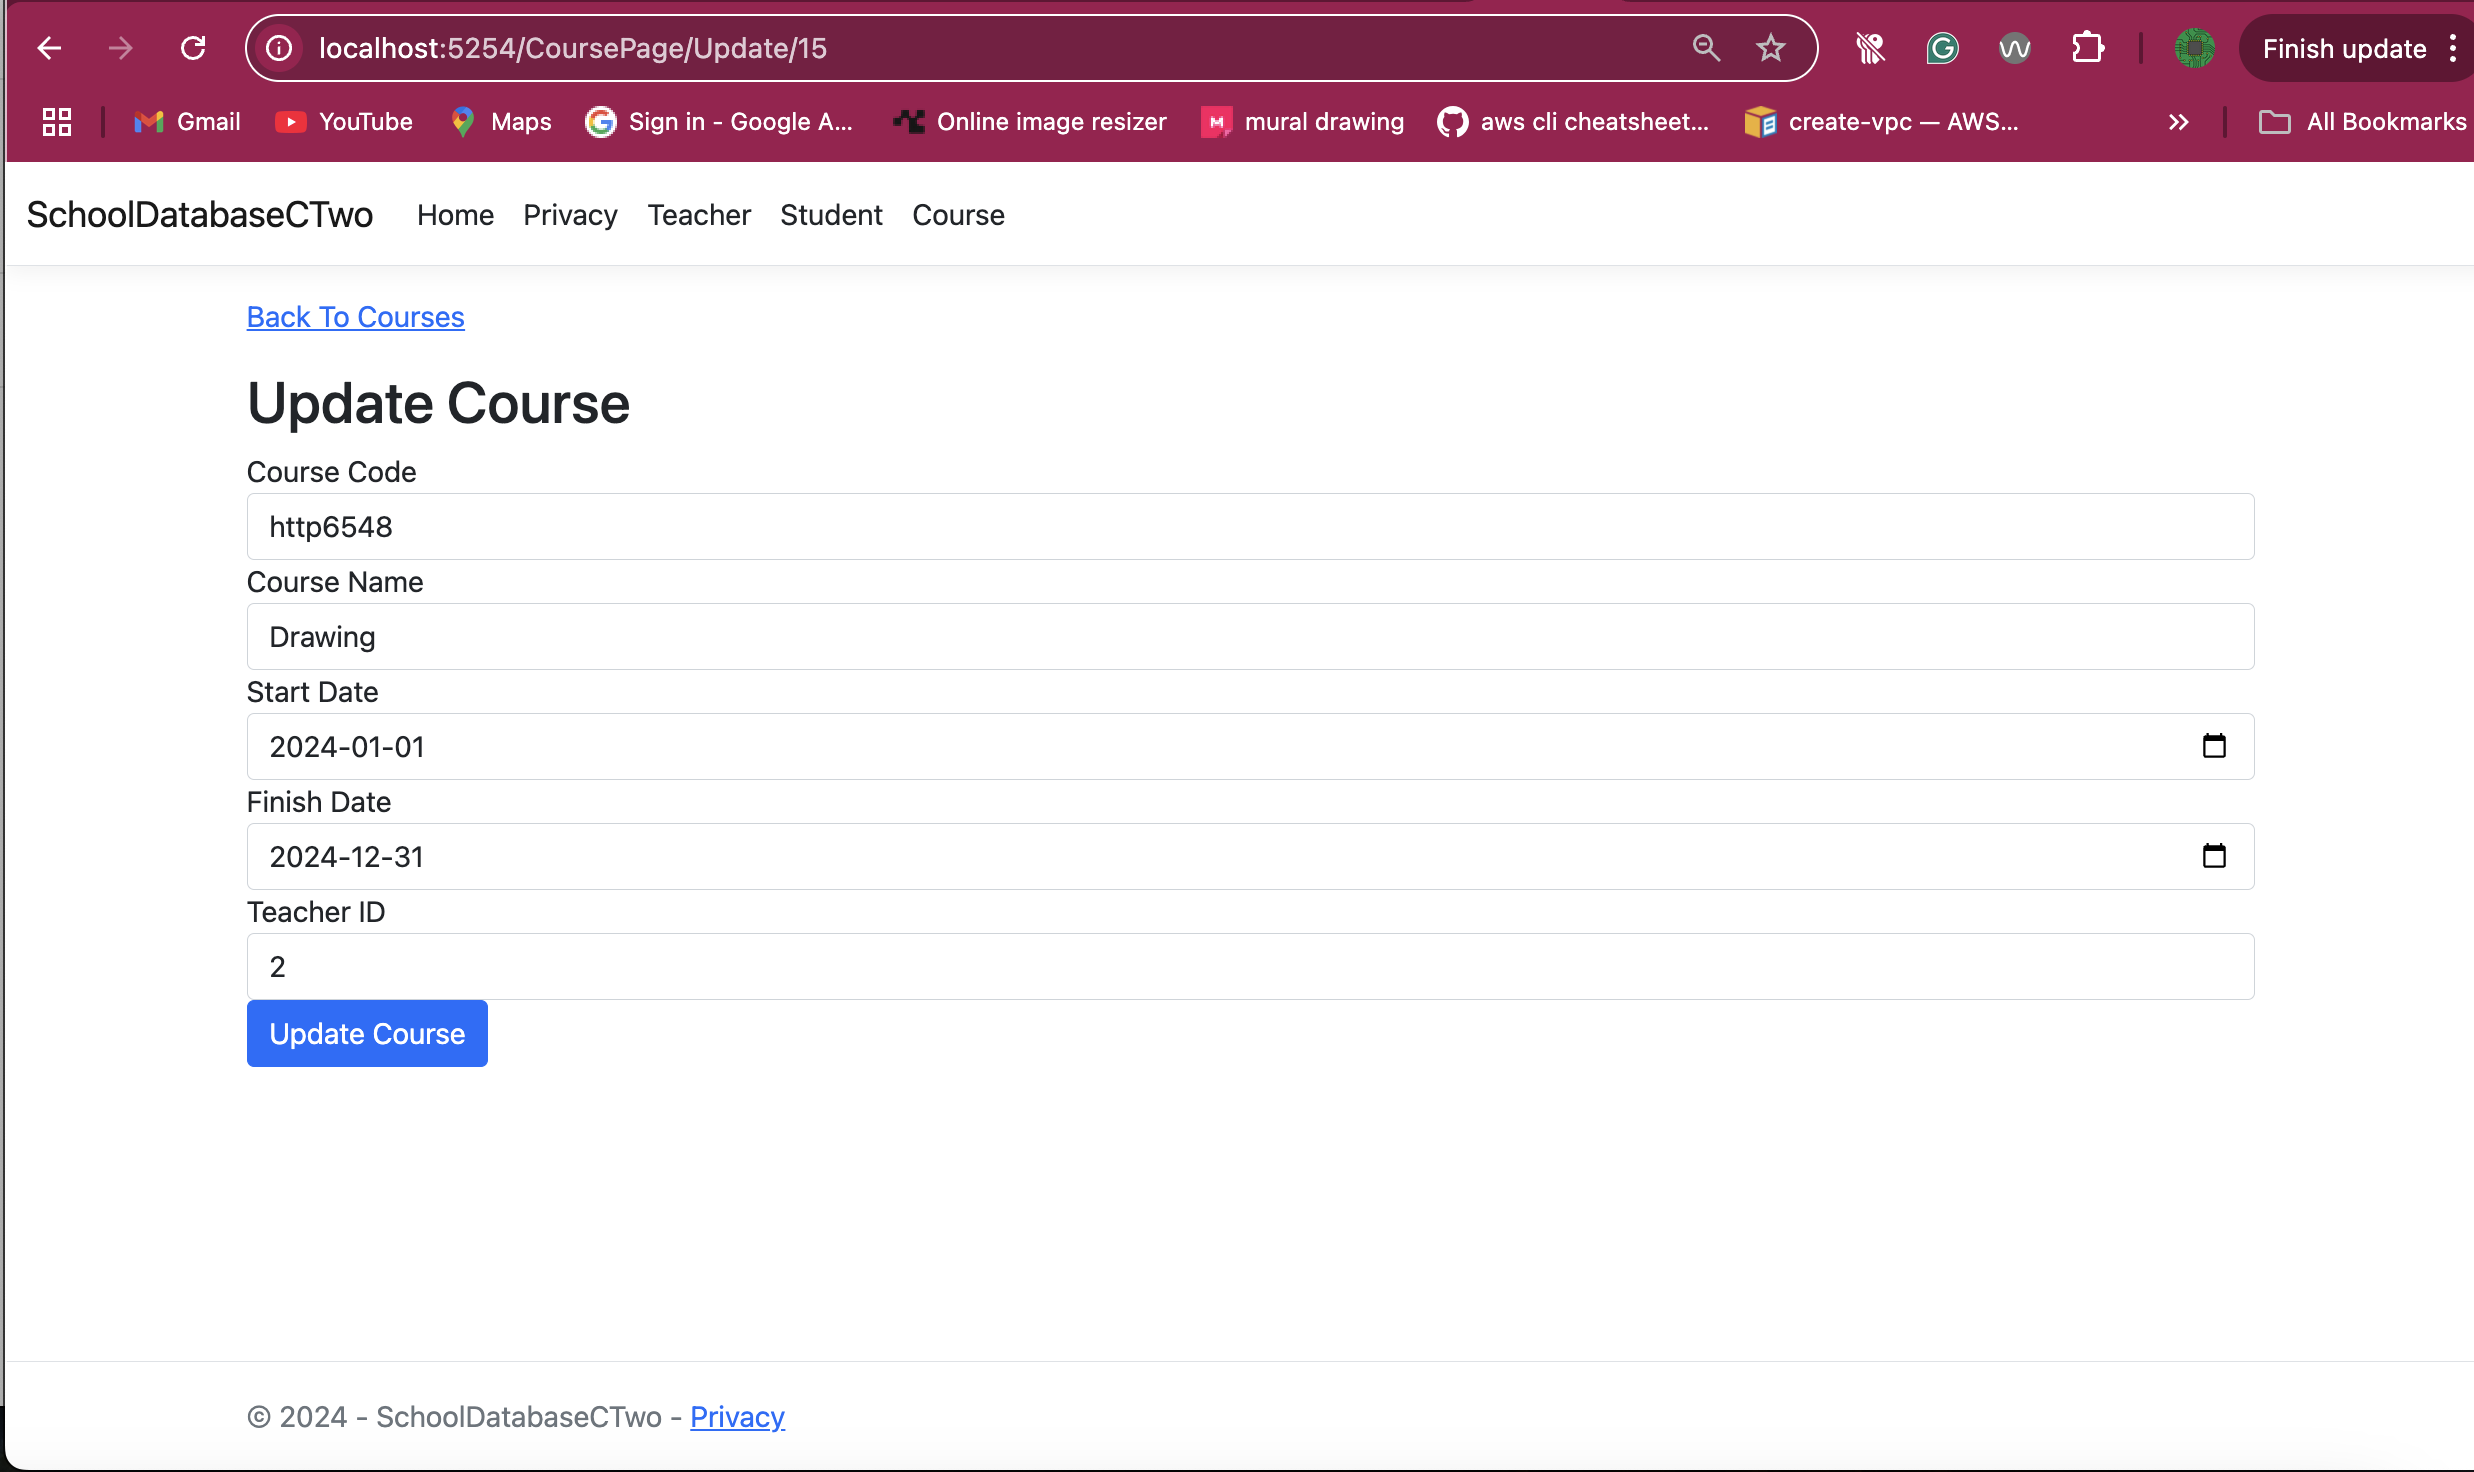 localhost:5254/CoursePage/Update/15
Finish update
Gmail YouTube Maps Sign in - Google A... Online image resizer mural drawing aws cli cheatsheet... create-vpc — AWS... All Bookmarks
SchoolDatabaseCTwo Home Privacy Teacher Student Course
Back To Courses
Update Course
Course Code
http6548
Course Name
Drawing
Start Date
2024-01-01
Finish Date
2024-12-31
Teacher ID
2
Update Course
© 2024 - SchoolDatabaseCTwo - Privacy